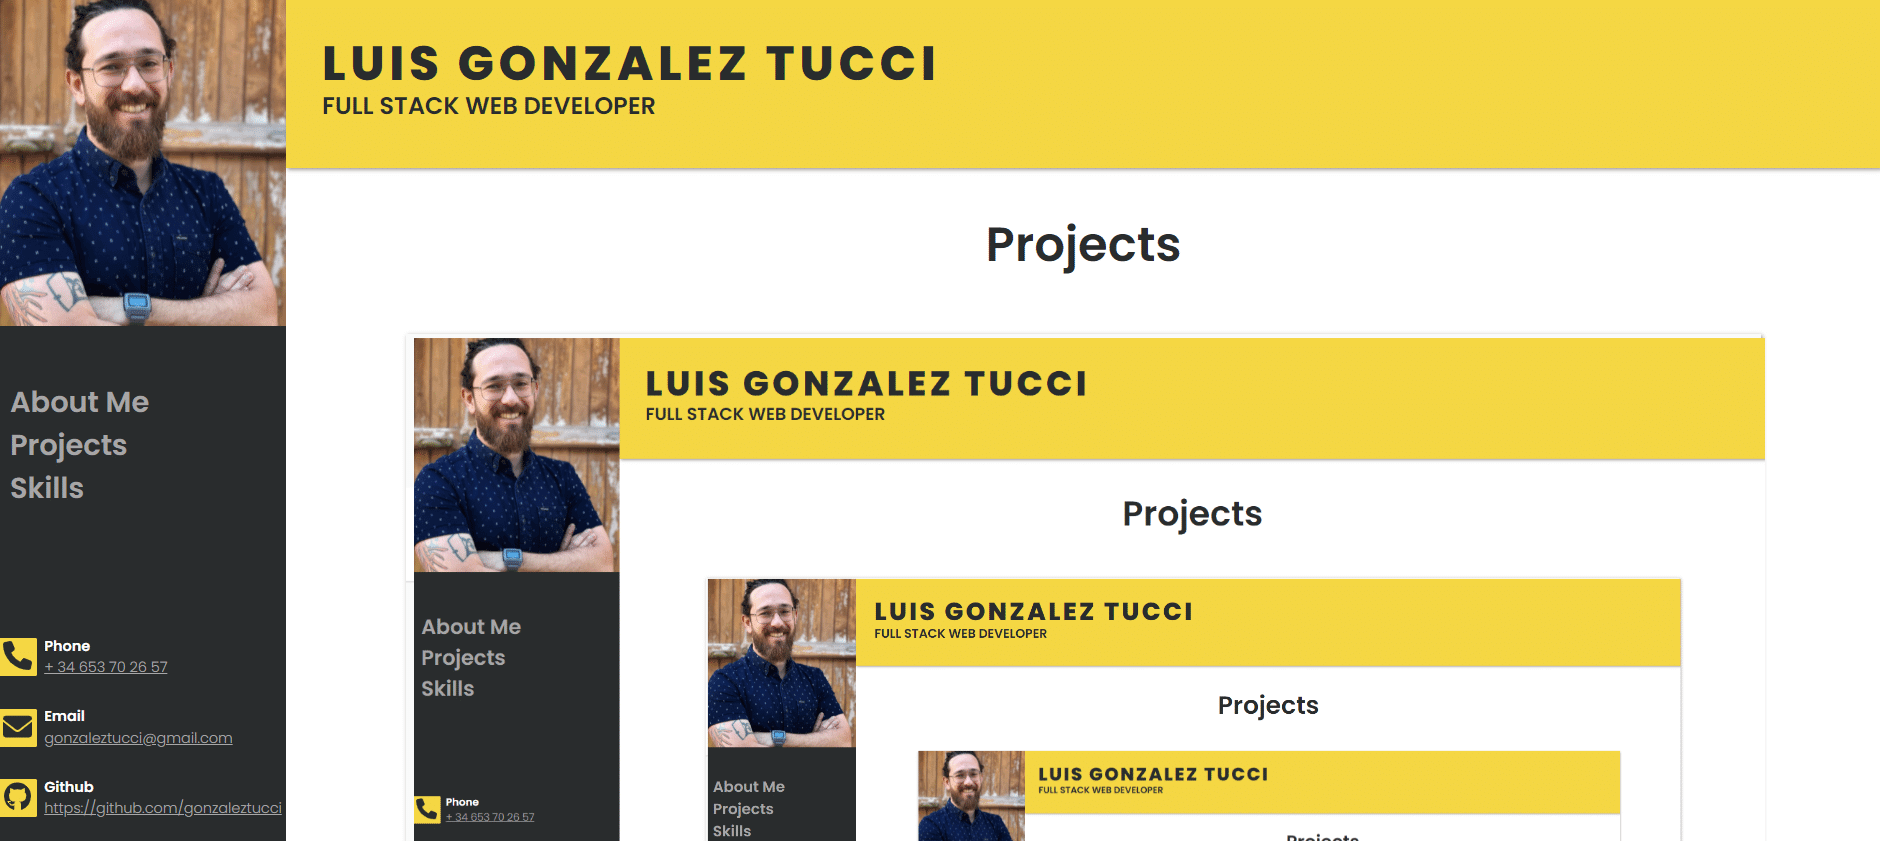 LUIS GONZALEZ TUCCI
FULL STACK WEB DEVELOPER
About Me
Projects
Skills
Phone
+ 34 653 70 26 57
Email
gonzaleztucci@gmail.com
Github
https://github.com/gonzaleztucci
Projects
LUIS GONZALEZ TUCCI
FULL STACK WEB DEVELOPER
About Me
Projects
Skills
Phone
+ 34 653 70 26 57
Projects
LUIS GONZALEZ TUCCI
FULL STACK WEB DEVELOPER
About Me
Projects
Skills
Projects
LUIS GONZALEZ TUCCI
FULL STACK WEB DEVELOPER
Projects